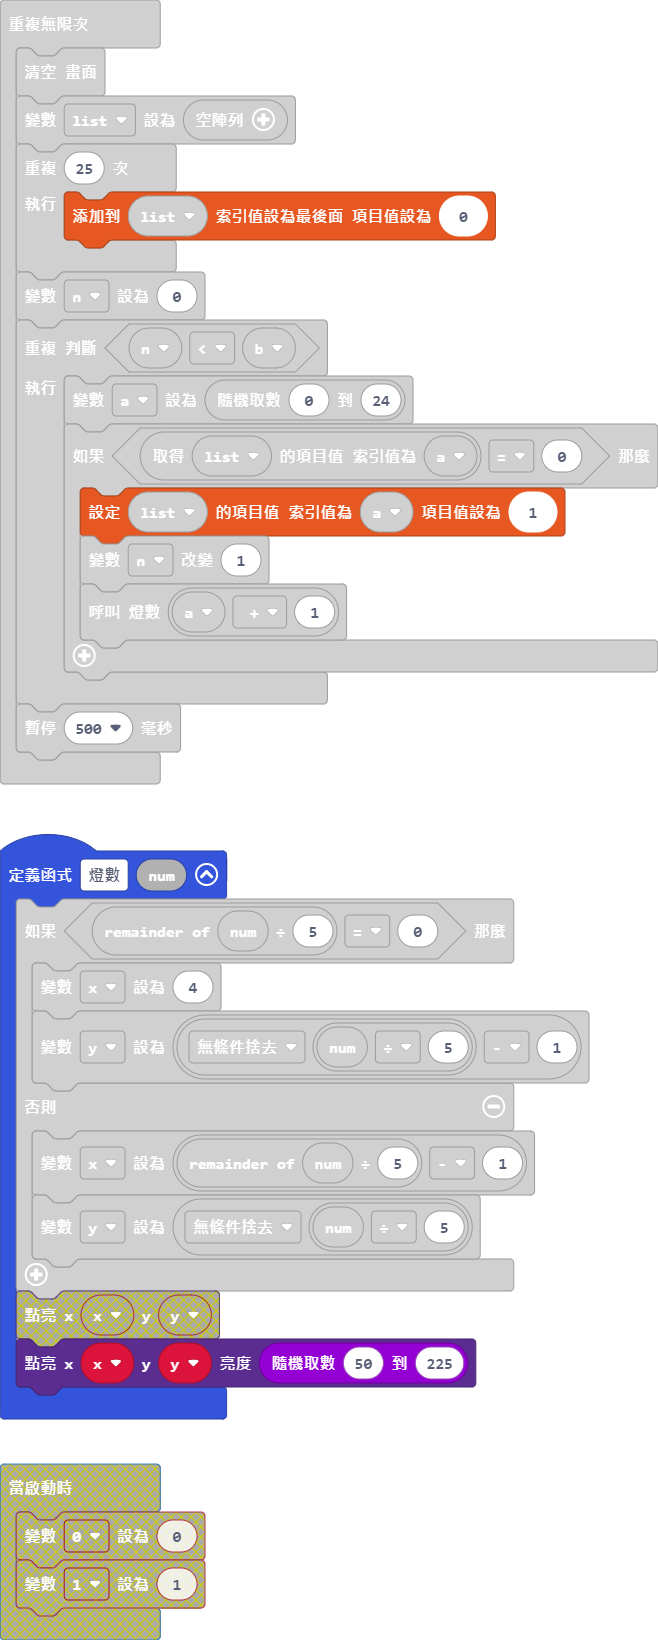 重複無限次
清空 畫面
變數 list 設為 空陣列
重複 25 次
執行
添加到 list 索引值設為最後面 項目值設為 0
變數 n 設為 0
重複 判斷 n < b
執行
變數 a 設為 隨機取數 0 到 24
如果 取得 list 的項目值 索引值為 a = 0 那麼
設定 list 的項目值 索引值為 a 項目值設為 1
變數 n 改變 1
呼叫 燈數 a + 1
暫停 500 毫秒
定義函式 燈數 num
如果 remainder of num ÷ 5 = 0 那麼
變數 x 設為 4
變數 y 設為 無條件捨去 num ÷ 5 - 1
否則
變數 x 設為 remainder of num ÷ 5 - 1
變數 y 設為 無條件捨去 num ÷ 5
點亮 x x y y
點亮 x x y y 亮度 隨機取數 50 到 225
當啟動時
變數 0 設為 0
變數 1 設為 1